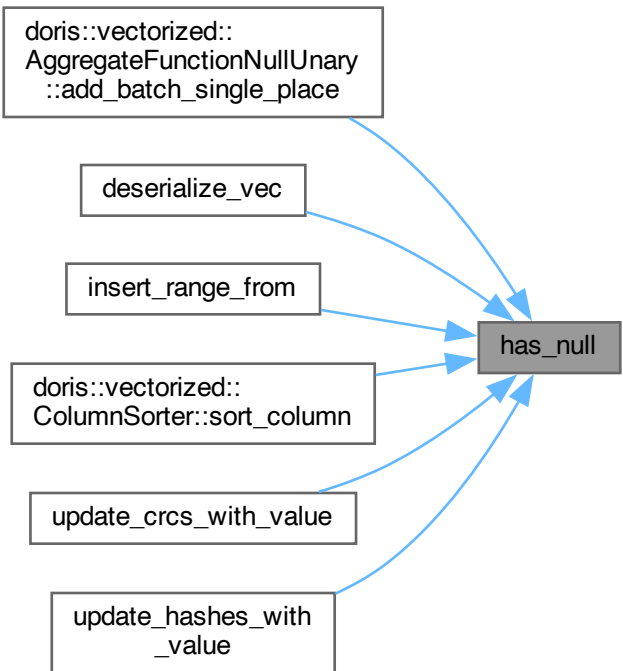 doris::vectorized::
AggregateFunctionNullUnary
::add_batch_single_place
deserialize_vec
insert_range_from
has_null
doris::vectorized::
ColumnSorter::sort_column
update_crcs_with_value
update_hashes_with
_value